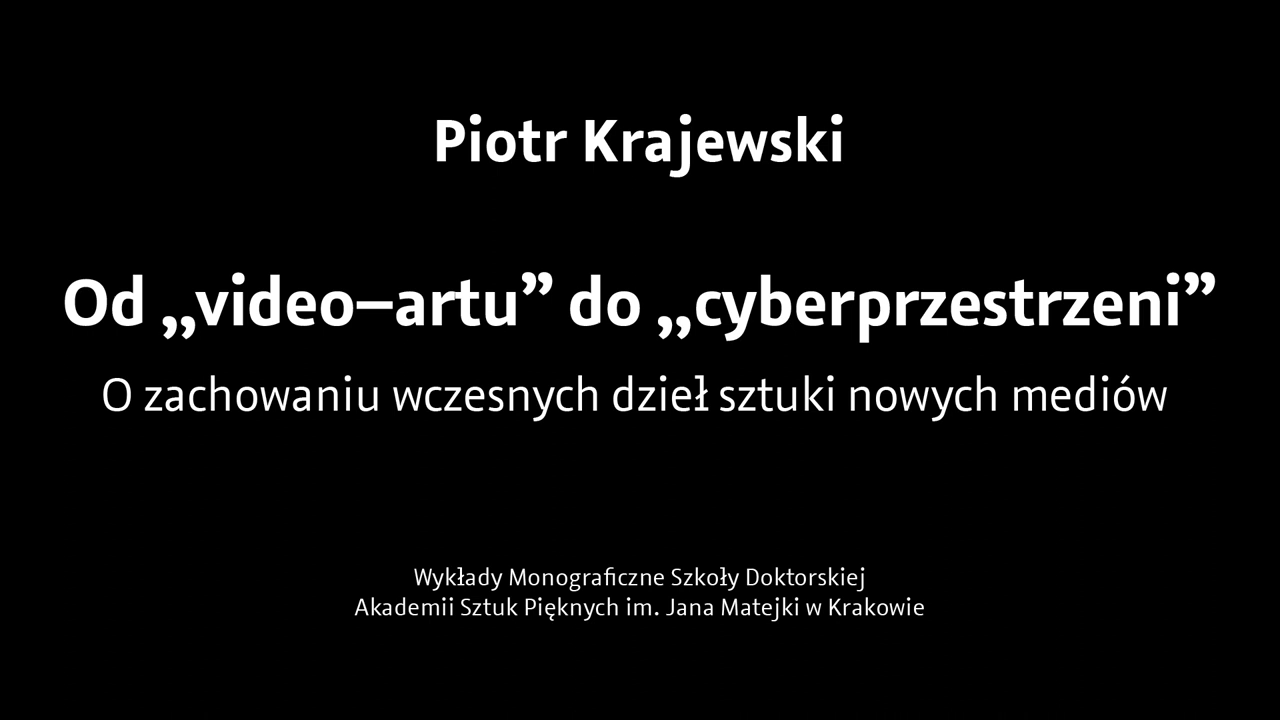 Piotr Krajewski
Od „video–artu” do „cyberprzestrzeni”
O zachowaniu wczesnych dzieł sztuki nowych mediów
Wykłady Monograficzne Szkoły Doktorskiej
Akademii Sztuk Pięknych im. Jana Matejki w Krakowie